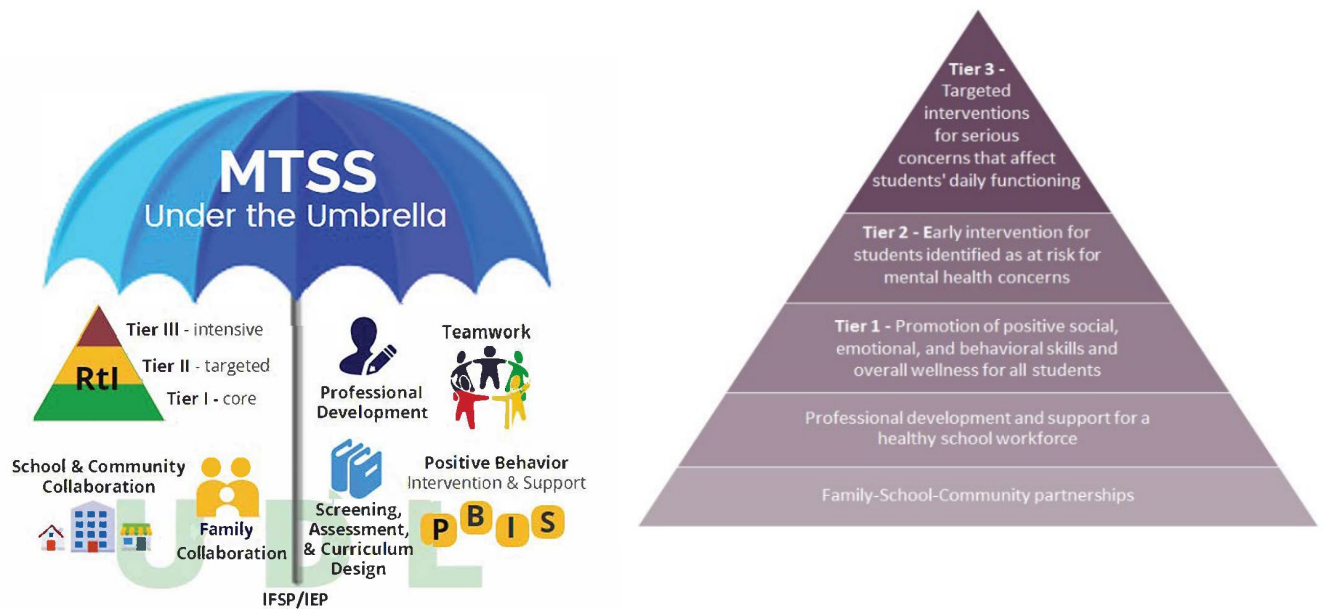 MTSS
Under the Umbrella
RtI
Tier III - intensive
Tier II - targeted
Tier I - core
Professional
Development
Teamwork
School & Community
Collaboration
Family
Collaboration
Screening,
Assessment,
& Curriculum
Design
Positive Behavior
Intervention & Support
PBIS
UDL
IFSP/IEP
Tier 3 -
Targeted
interventions
for serious
concerns that affect
students' daily functioning
Tier 2 - Early intervention for
students identified as at risk for
mental health concerns
Tier 1 - Promotion of positive social,
emotional, and behavioral skills and
overall wellness for all students
Professional development and support for a
healthy school workforce
Family-School-Community partnerships